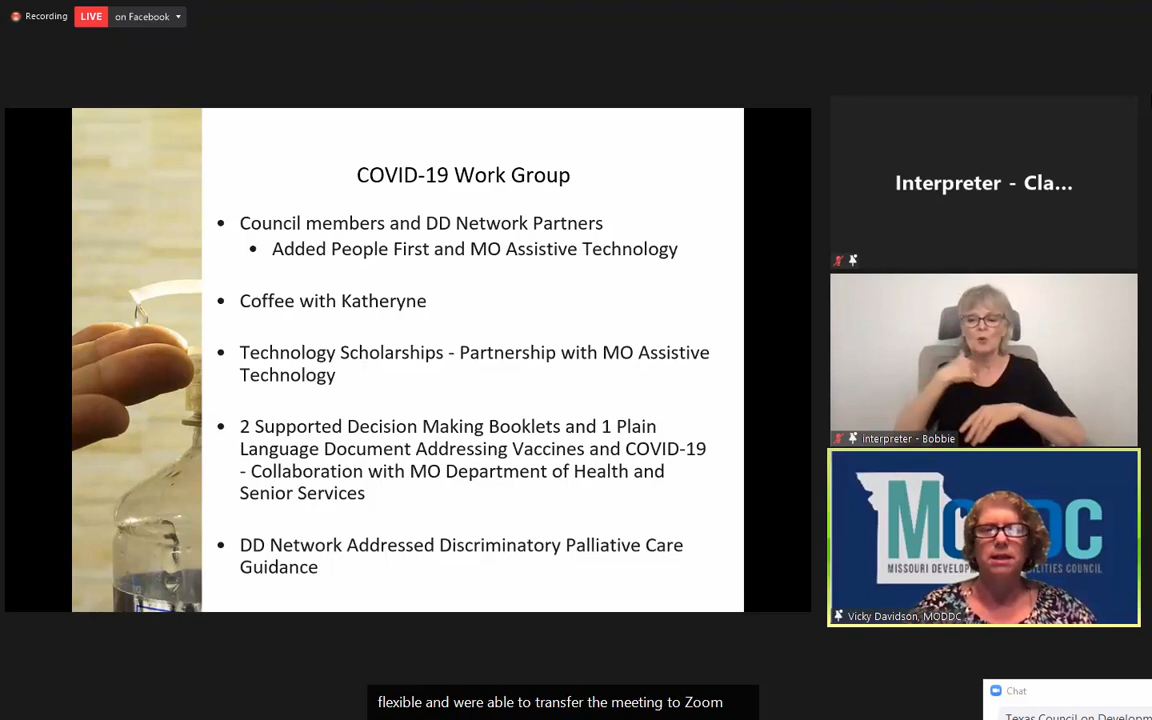 Recording
LIVE
on Facebook
COVID-19 Work Group
• Council members and DD Network Partners
• Added People First and MO Assistive Technology
• Coffee with Katheryne
• Technology Scholarships - Partnership with MO Assistive
Technology
• 2 Supported Decision Making Booklets and 1 Plain
Language Document Addressing Vaccines and COVID-19
- Collaboration with MO Department of Health and
Senior Services
• DD Network Addressed Discriminatory Palliative Care
Guidance
Interpreter - Cla...
interpreter - Bobbie
MO C
MISSOURI COUNCIL
Vicky Davidson, MODDC
flexible and were able to transfer the meeting to Zoom
Chat
Texas Council on